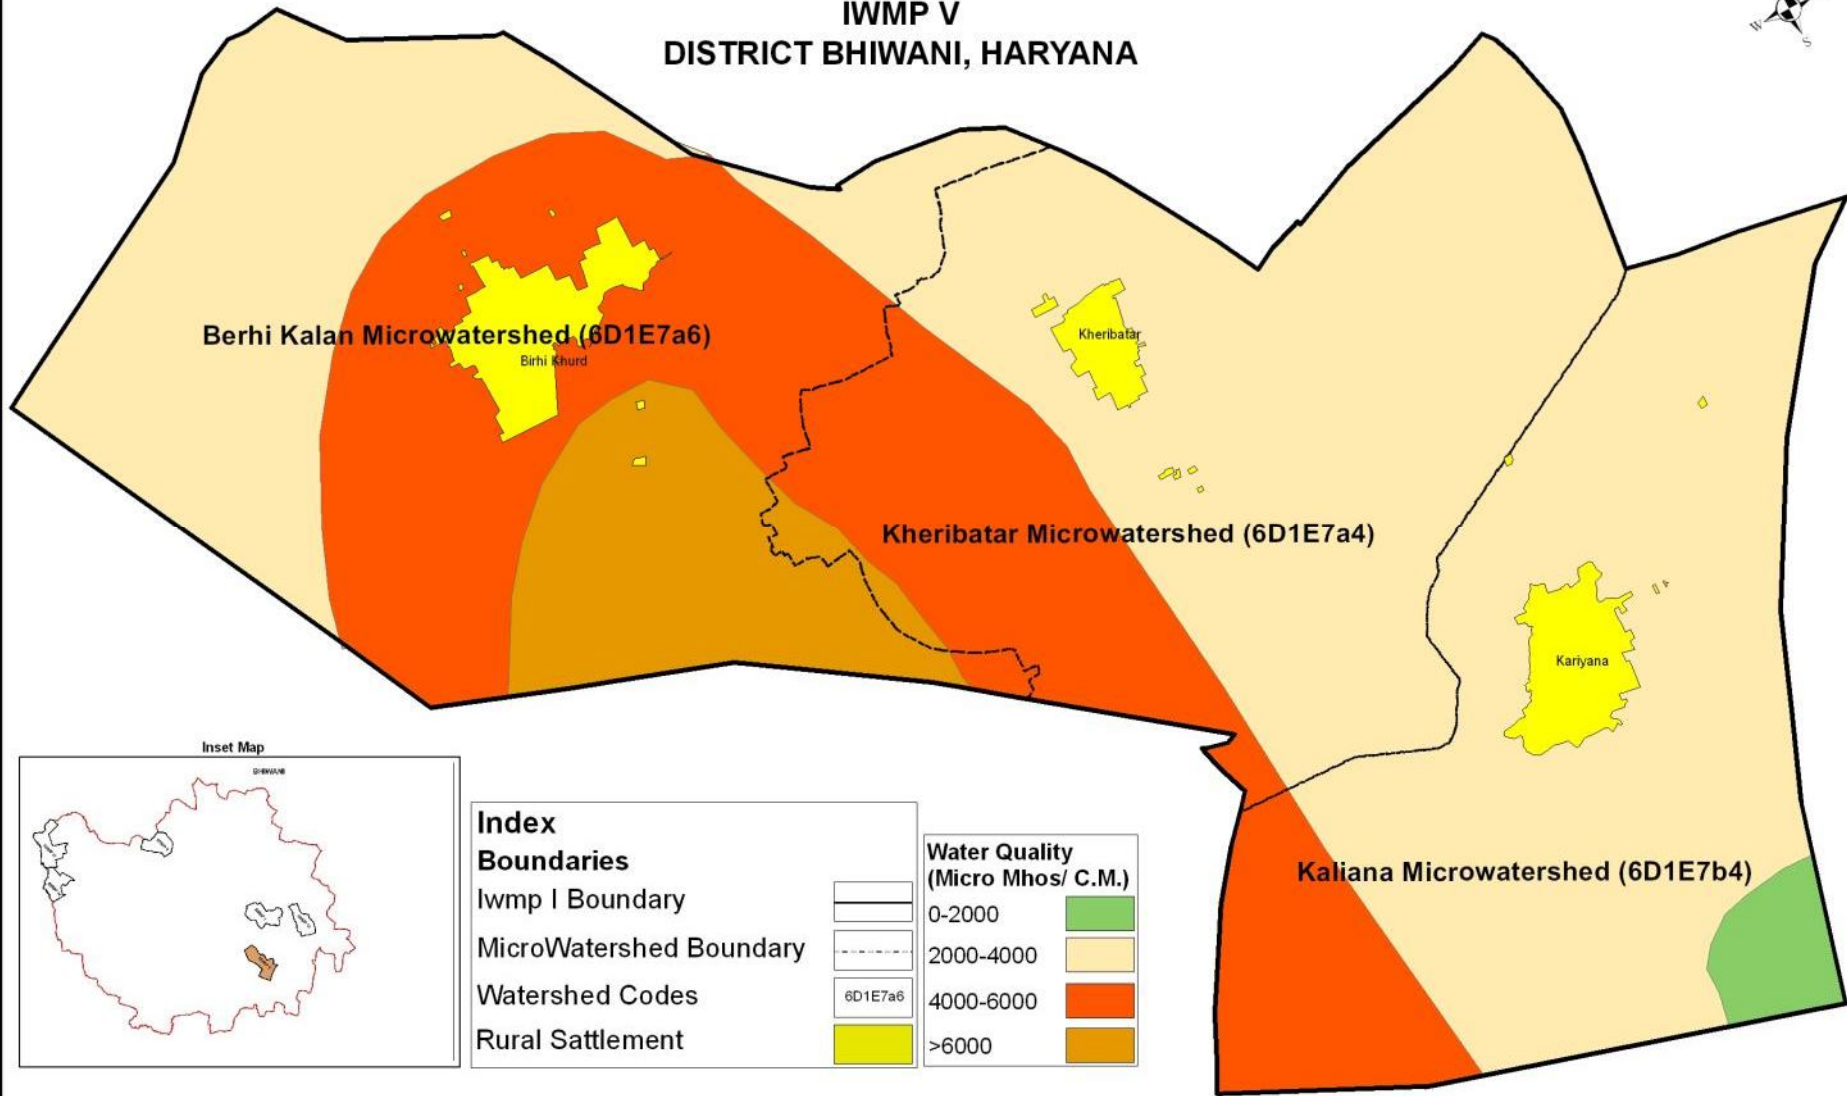 IWMP V
DISTRICT BHIWANI, HARYANA
W
S
Berhi Kalan Microwatershed (6D1E7a6)
Birhi Khurd
Kheribatar
Kheribatar Microwatershed (6D1E7a4)
Kariyana
Kaliana Microwatershed (6D1E7b4)
Inset Map
BHIWANI
Index
Boundaries
Iwmp I Boundary
MicroWatershed Boundary
Watershed Codes
6D1E7a6
Rural Sattlement
Water Quality
(Micro Mhos/ C.M.)
0-2000
2000-4000
4000-6000
>6000